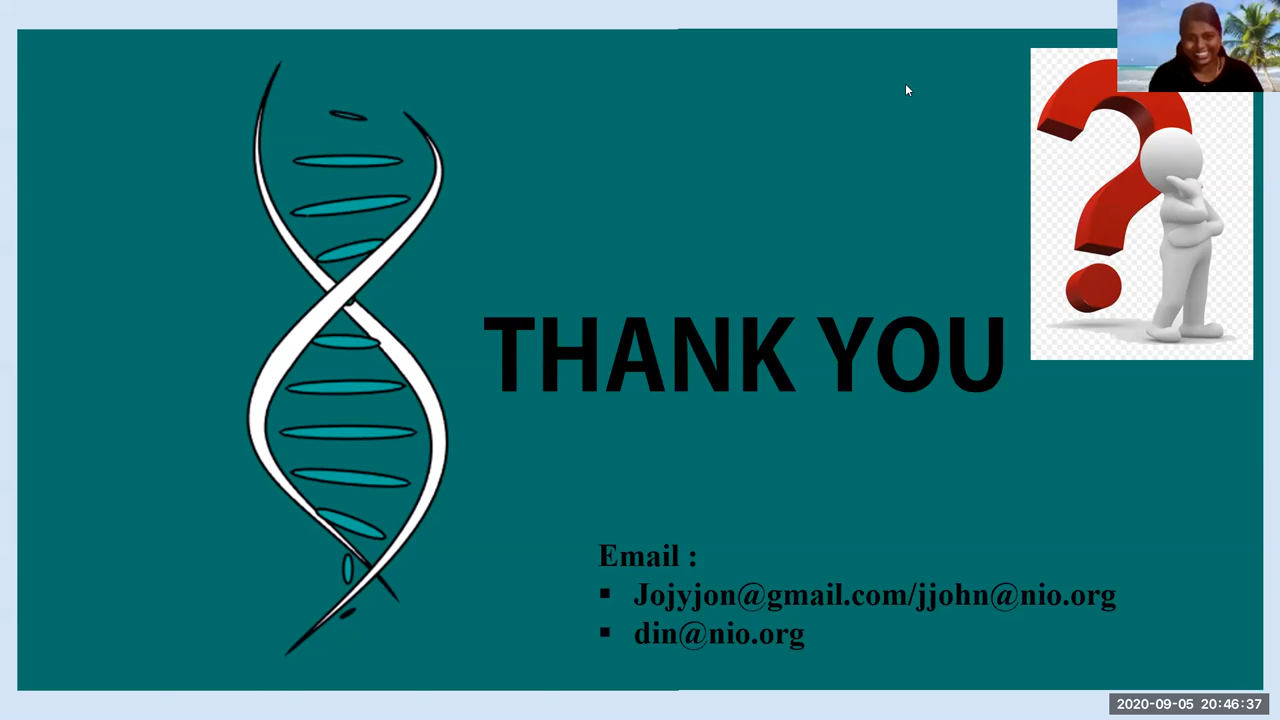 THANK YOU
Email :
▪ Jojyjon@gmail.com/jjohn@nio.org
▪ din@nio.org
2020-09-05 20:46:37